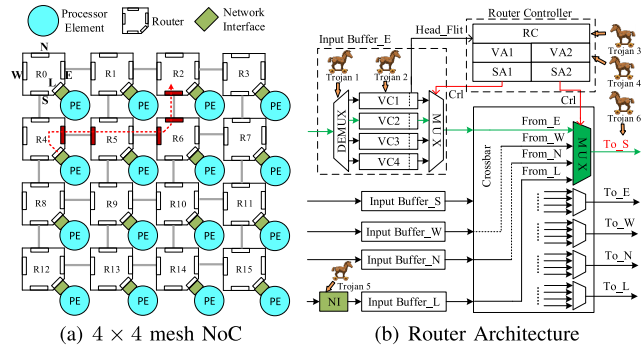 Processor
Element
Router
Network
Interface
N
W R0 E R1 R2 R3
L
S
PE PE PE PE
R4 R5 R6 R7
PE PE PE PE
R8 R9 R10 R11
PE PE PE PE
R12 R13 R14 R15
PE PE PE PE
(a) 4 × 4 mesh NoC
Router Controller
Input Buffer_E
Head_Flit
RC
VA1 VA2
SA1 SA2
Trojan 1
Trojan 2
Trojan 3
Trojan 4
Trojan 6
Crl
Crl
DEMUX
VC1
VC2
VC3
VC4
MUX
Crossbar
From_E
From_W
From_N
From_L
MUX
To_S
To_E
To_W
To_N
To_L
Input Buffer_S
Input Buffer_W
Input Buffer_N
Trojan 5
NI
Input Buffer_L
(b) Router Architecture